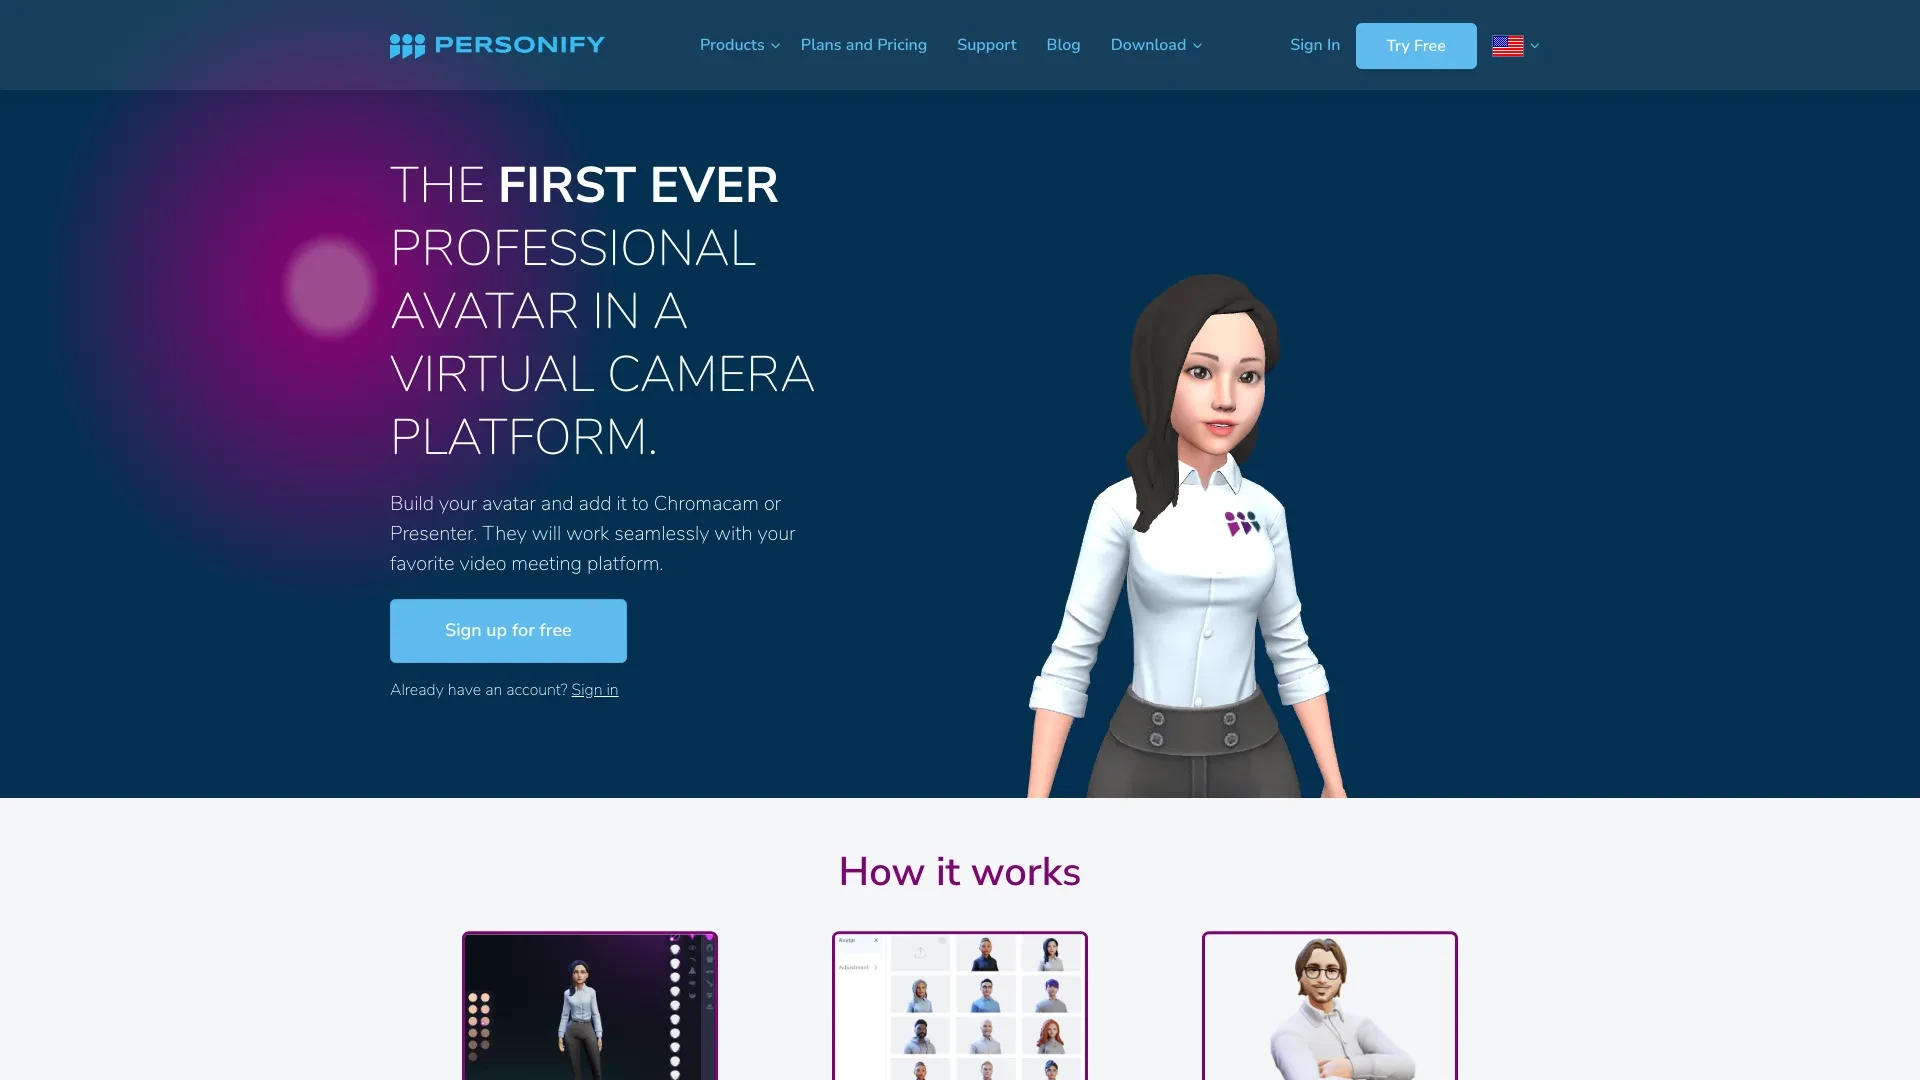 PERSONIFY
Products
Plans and Pricing
Support
Blog
Download
Sign In
Try Free
THE FIRST EVER
PROFESSIONAL
AVATAR IN A
VIRTUAL CAMERA
PLATFORM.
Build your avatar and add it to Chromacam or
Presenter. They will work seamlessly with your
favorite video meeting platform.
Sign up for free
Already have an account? Sign in
How it works
Avatar
Adjustment